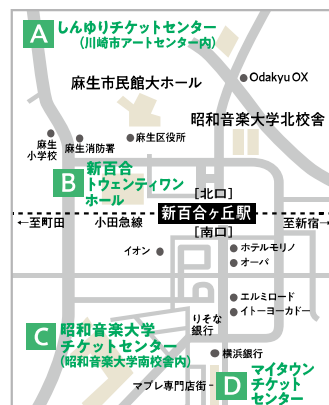 A
しんゆりチケットセンター
(川崎市アートセンター内)
Odakyu OX
麻生市民館大ホール
昭和音楽大学北校舎
麻生
小学校
麻生消防署
麻生区役所
B
新百合
トウェンティワン
ホール
[北口]
新百合ヶ丘駅
←至町田
小田急線
至新宿→
[南口]
イオン
ホテルモリノ
オーパ
エルミロード
イトーヨーカドー
りそな
銀行
C
昭和音楽大学
チケットセンター
(昭和音楽大学南校舎内)
横浜銀行
マプレ専門店街
D
マイタウン
チケット
センター